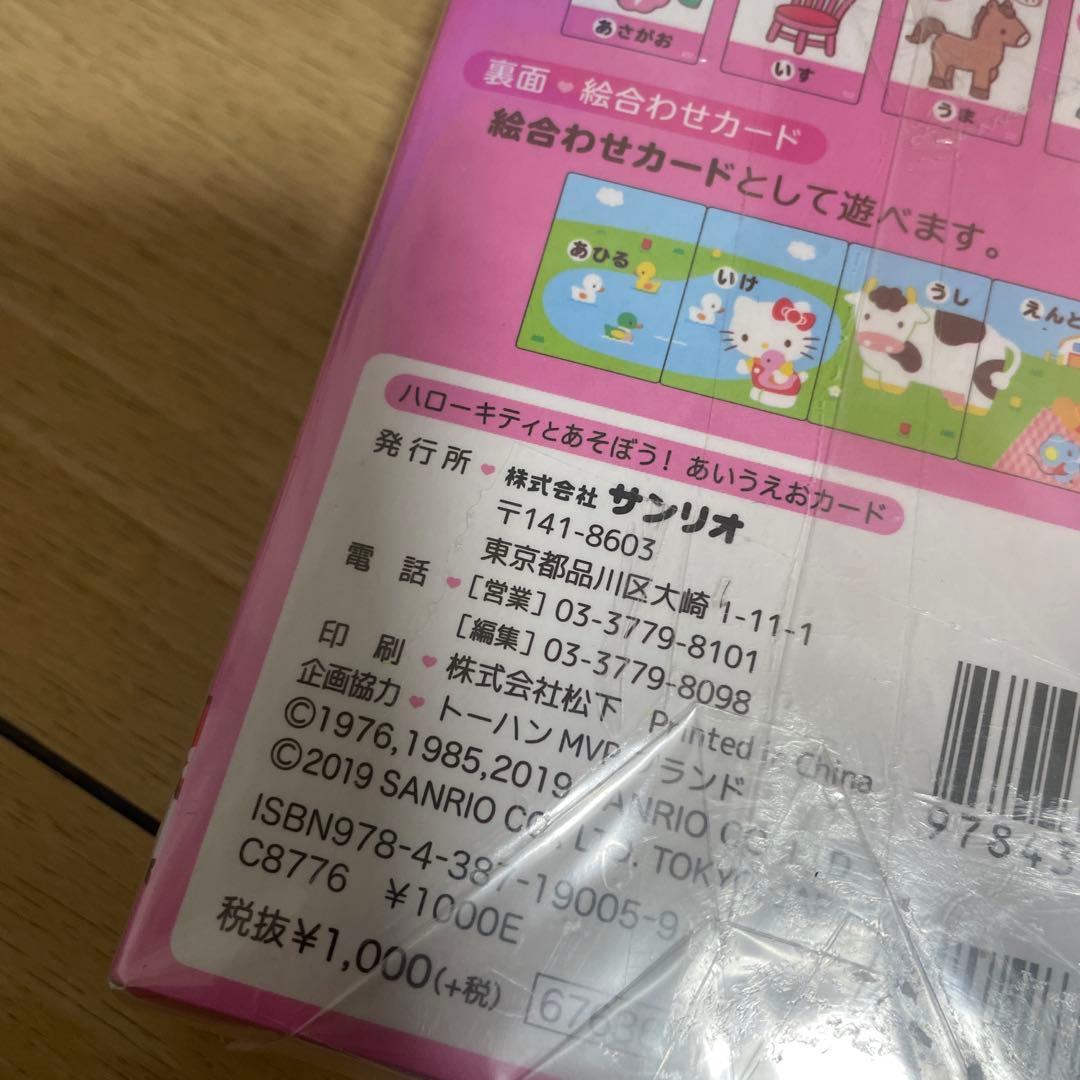 あさがお
いす
うま
裏面♥絵合わせカード
絵合わせカードとして遊べます。
あひる
いけ
うし
えんと
ハローキティとあそぼう! あいうえおカード
発行所♥株式会社 サンリオ
〒141-8603
東京都品川区大崎 1-11-1
電話♥[営業] 03-3779-8101
[編集] 03-3779-8098
印刷♥株式会社松下 Printed in China
企画協力♥トーハン MVP ランド
©1976,1985,2019 SANRIO CO., LTD.
©2019 SANRIO CO., LTD. TOKYO
ISBN978-4-387-19005-9
C8776 ¥1000E
税抜¥1,000(+税)
97843